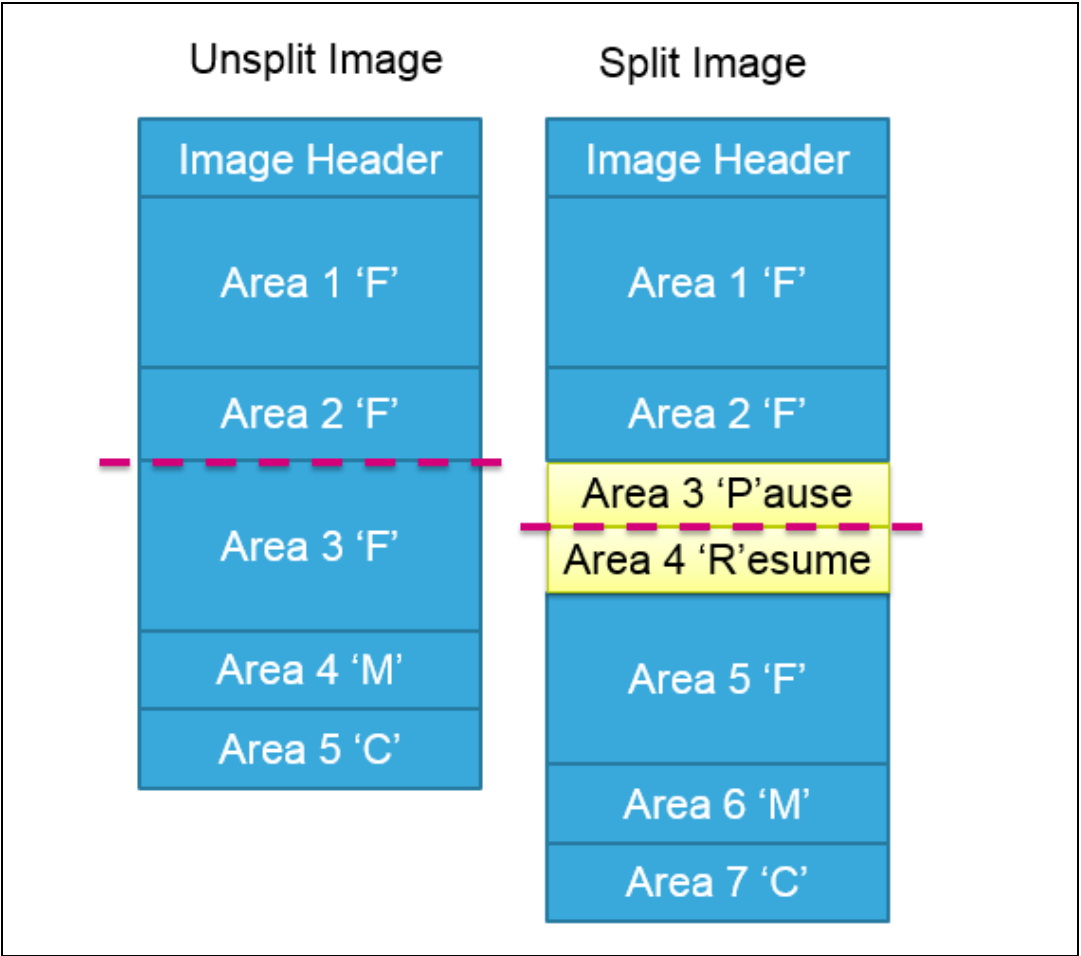 Unsplit Image
Image Header
Area 1 ‘F’
Area 2 ‘F’
Area 3 ‘F’
Area 4 ‘M’
Area 5 ‘C’
Split Image
Image Header
Area 1 ‘F’
Area 2 ‘F’
Area 3 ‘P’ause
Area 4 ‘R’esume
Area 5 ‘F’
Area 6 ‘M’
Area 7 ‘C’